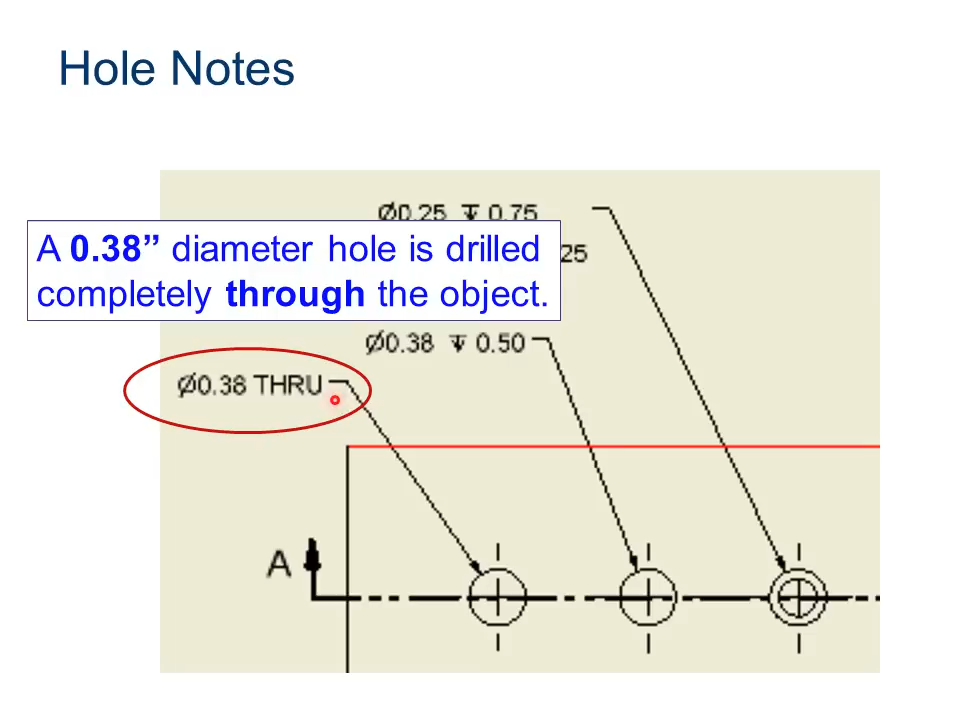 Hole Notes
Ø0.25 ↧ 0.75
A 0.38” diameter hole is drilled
25
completely through the object.
Ø0.38 ↧ 0.50
Ø0.38 THRU
A